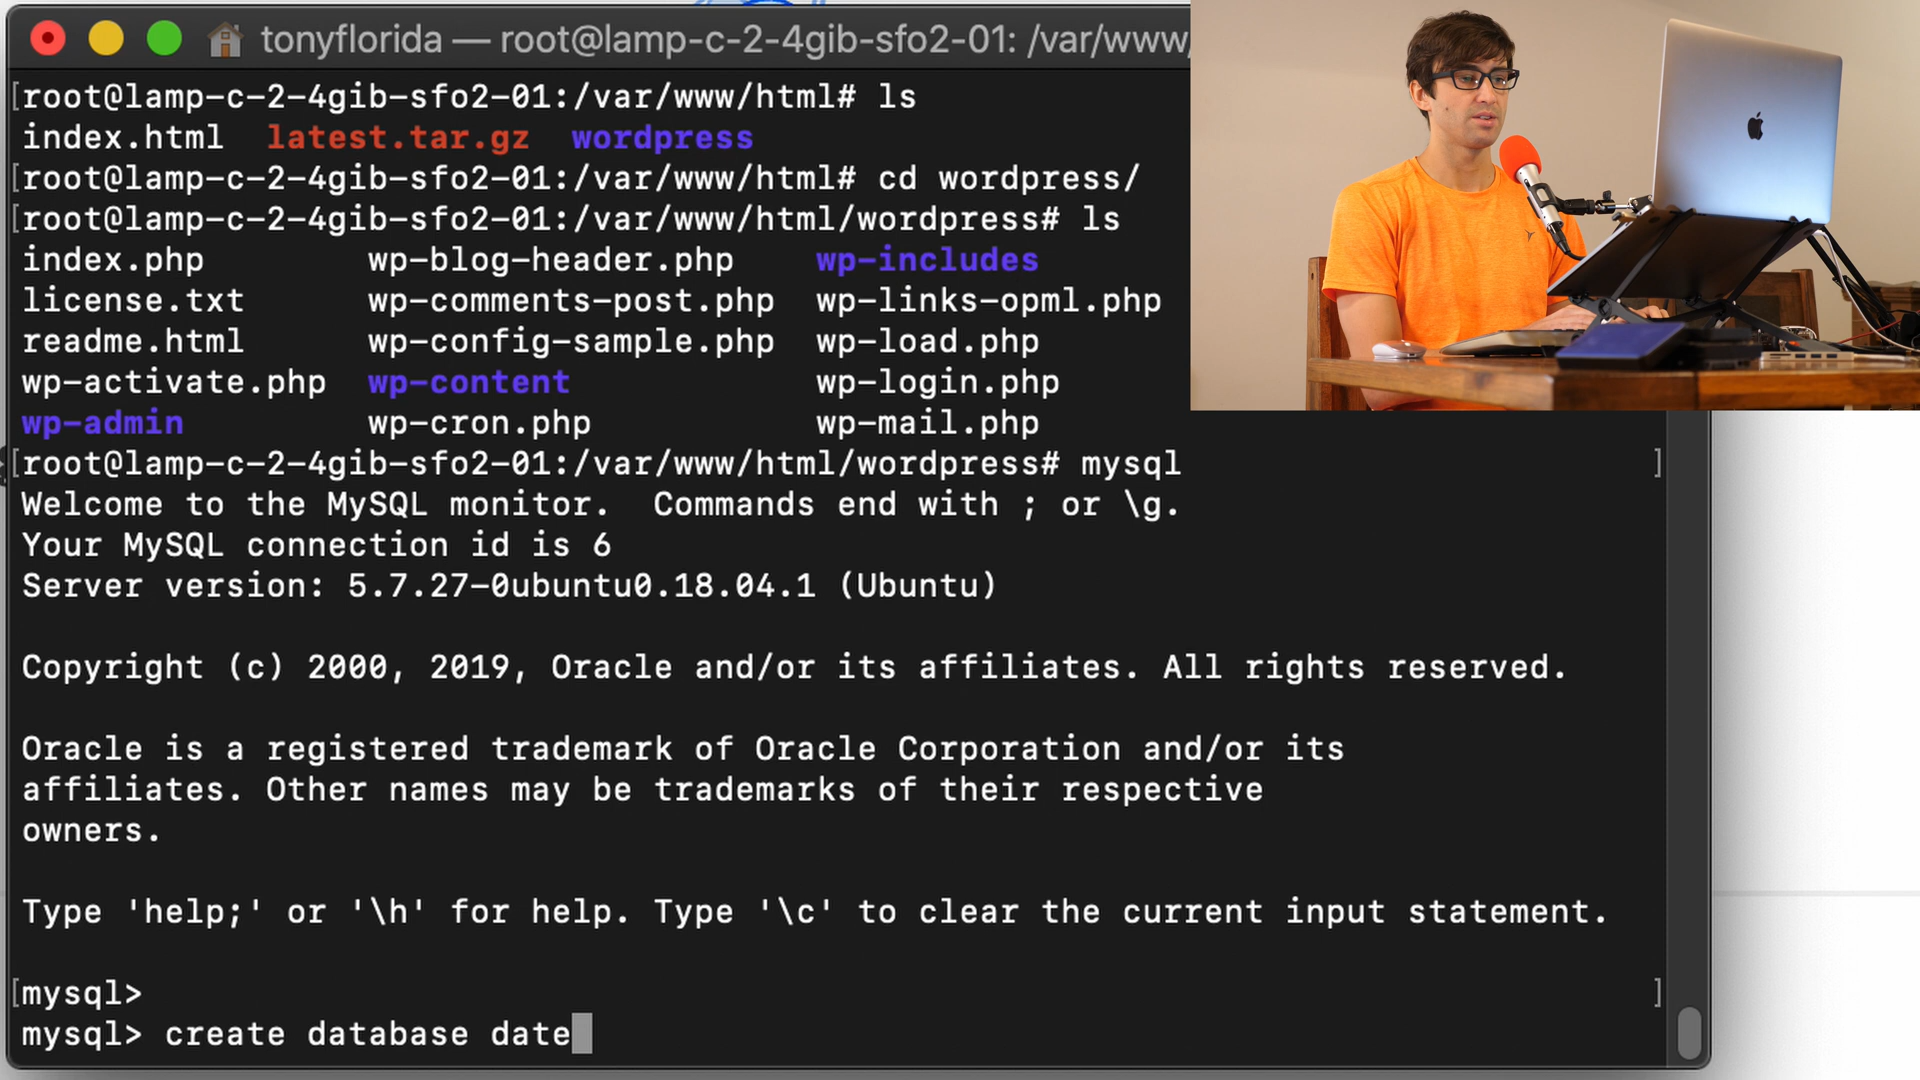 tonyflorida — root@lamp-c-2-4gib-sfo2-01: /var/www/
[root@lamp-c-2-4gib-sfo2-01:/var/www/html# ls
index.html  latest.tar.gz  wordpress
[root@lamp-c-2-4gib-sfo2-01:/var/www/html# cd wordpress/
[root@lamp-c-2-4gib-sfo2-01:/var/www/html/wordpress# ls
index.php        wp-blog-header.php    wp-includes
license.txt      wp-comments-post.php  wp-links-opml.php
readme.html      wp-config-sample.php  wp-load.php
wp-activate.php  wp-content            wp-login.php
wp-admin         wp-cron.php           wp-mail.php
[root@lamp-c-2-4gib-sfo2-01:/var/www/html/wordpress# mysql ]
Welcome to the MySQL monitor.  Commands end with ; or \g.
Your MySQL connection id is 6
Server version: 5.7.27-0ubuntu0.18.04.1 (Ubuntu)
Copyright (c) 2000, 2019, Oracle and/or its affiliates. All rights reserved.
Oracle is a registered trademark of Oracle Corporation and/or its
affiliates. Other names may be trademarks of their respective
owners.
Type 'help;' or '\h' for help. Type '\c' to clear the current input statement.
[mysql> ]
mysql> create database date